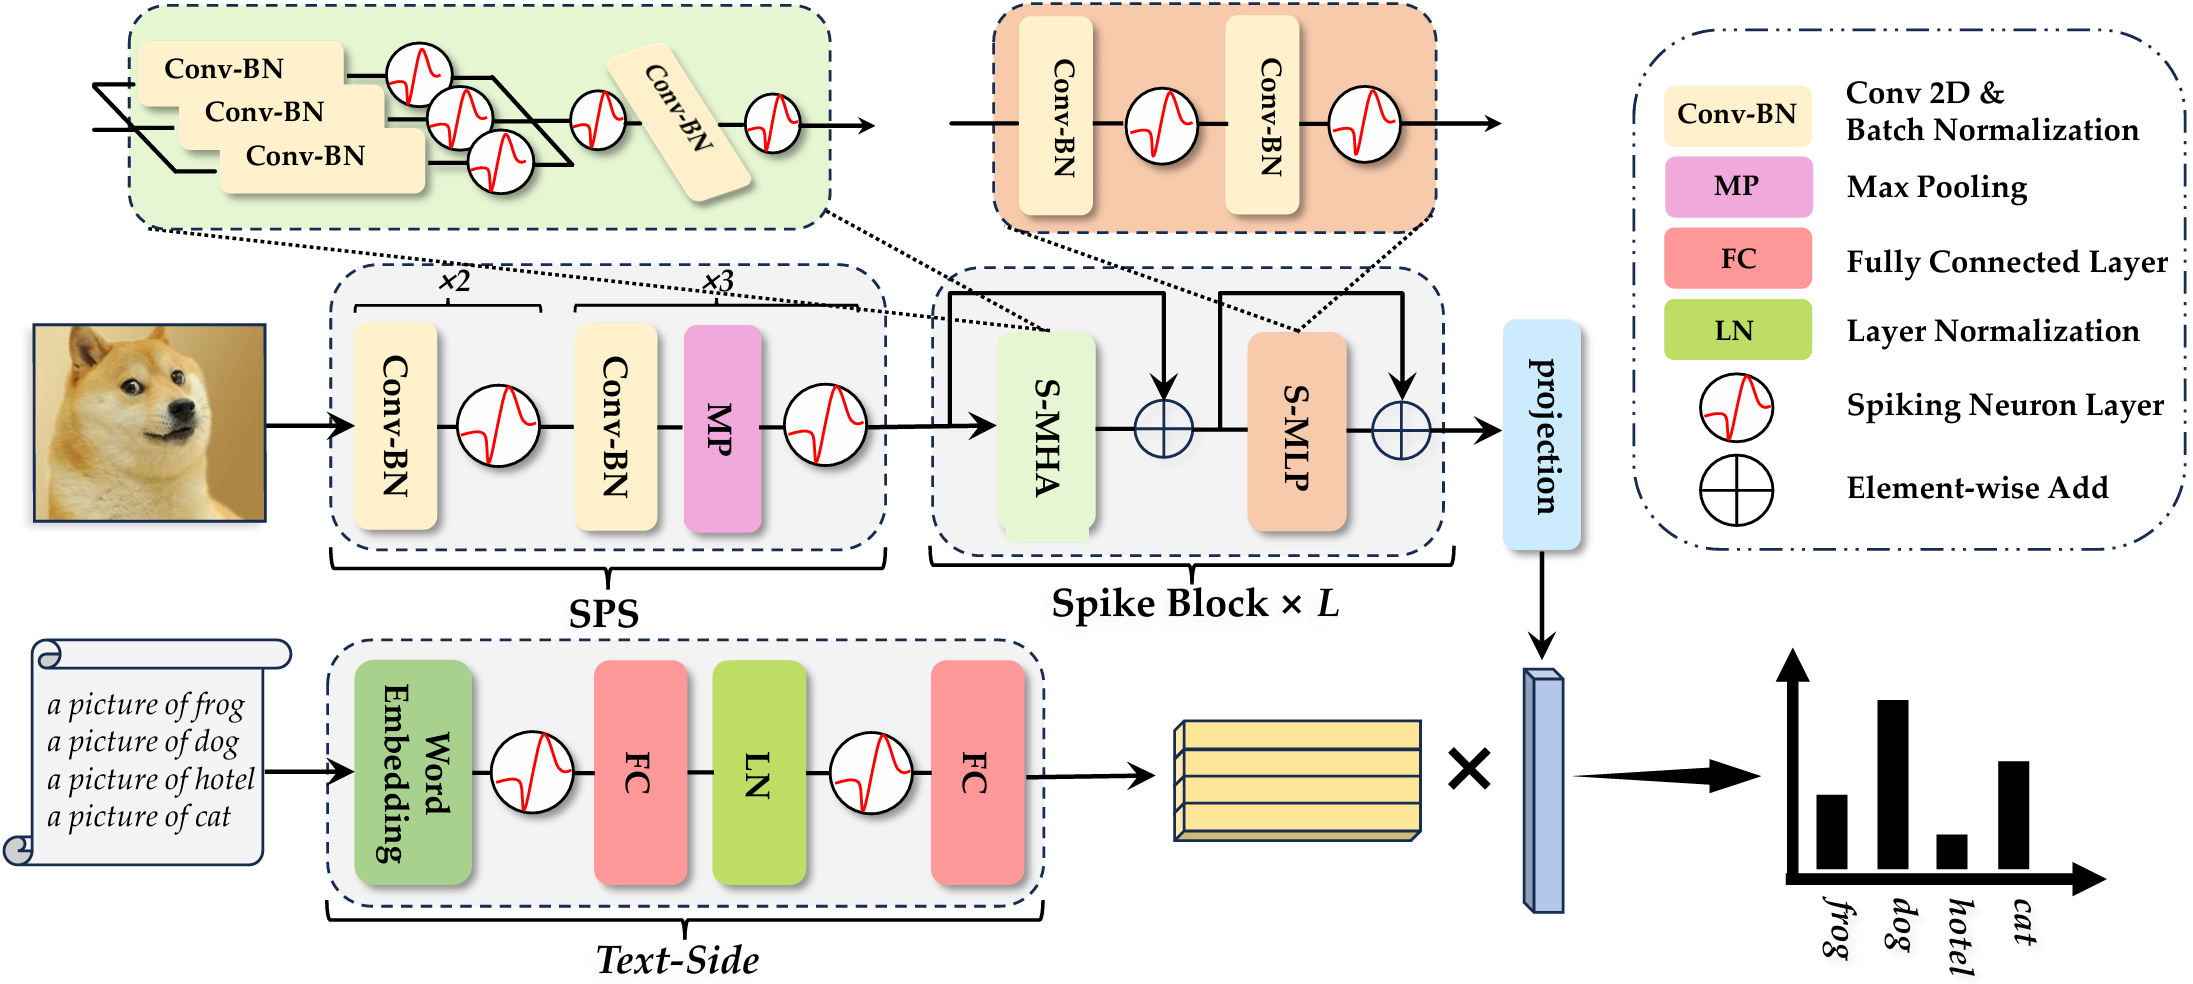 Conv-BN
Conv-BN
Conv-BN
Conv-BN
Conv-BN
Conv-BN
Conv-BN
Conv 2D &
Batch Normalization
MP
Max Pooling
FC
Fully Connected Layer
LN
Layer Normalization
Spiking Neuron Layer
Element-wise Add
×2
×3
Conv-BN
Conv-BN
MP
S-MHA
S-MLP
projection
SPS
Spike Block × L
a picture of frog
a picture of dog
a picture of hotel
a picture of cat
Word
Embedding
FC
LN
FC
Text-Side
×
frog
dog
hotel
cat